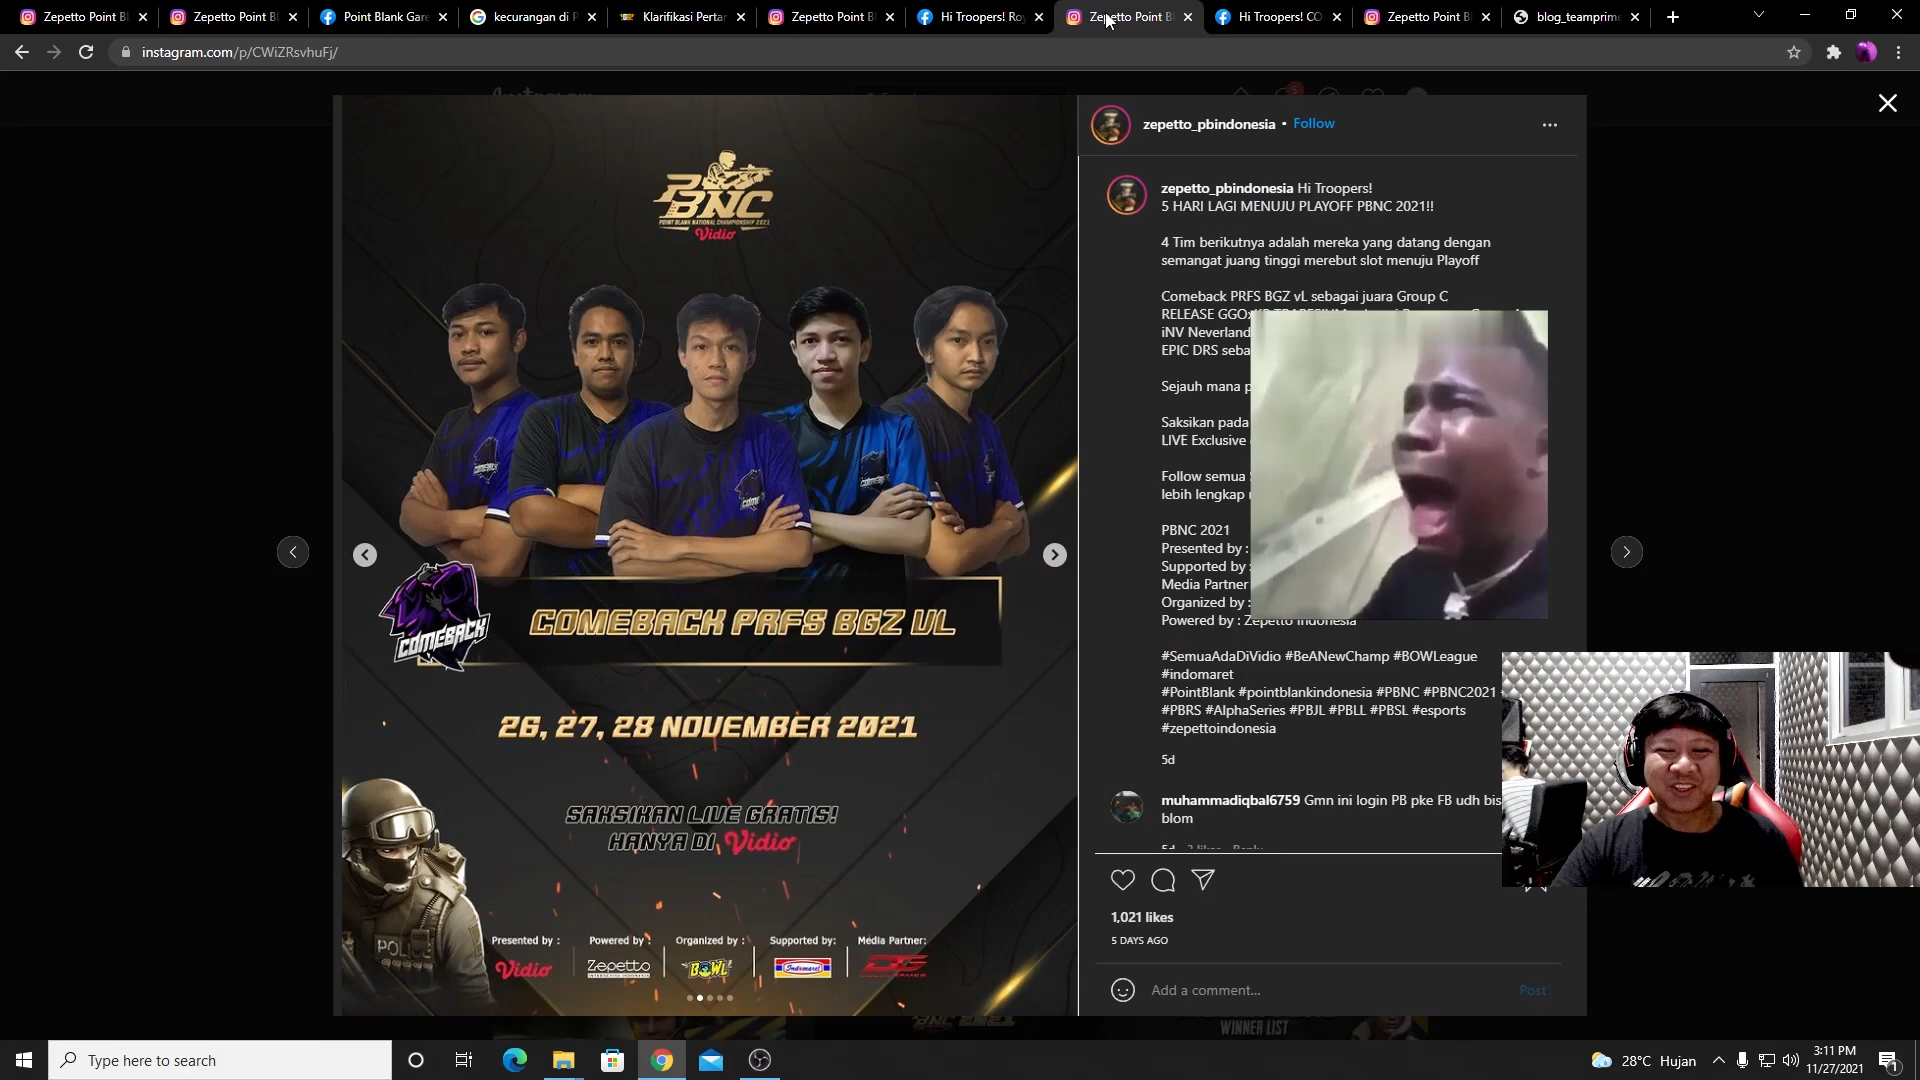 Zepetto Point Bl
Zepetto Point Bl
Point Blank Gare
kecurangan di P
Klarifikasi Pertar
Zepetto Point Bl
Hi Troopers! Ro
Zepetto Point Bl
Hi Troopers! CO
Zepetto Point Bl
blog_teamprime
instagram.com/p/CWiZRsvhuFj/
5
PBNC
POINT BLANK NATIONAL CHAMPIONSHIP 2021
Vidio
COMEBACK
COMEBACK PRFS BGZ VL
26, 27, 28 NOVEMBER 2021
SAKSIKAN LIVE GRATIS!
HANYA DI Vidio
POLICE
Presented by :
Powered by :
Organized by :
Supported by:
Media Partner:
Vidio
Zepetto
BOWL
Indomaret
zepetto_pbindonesia • Follow
zepetto_pbindonesia Hi Troopers!
5 HARI LAGI MENUJU PLAYOFF PBNC 2021!!
4 Tim berikutnya adalah mereka yang datang dengan
semangat juang tinggi merebut slot menuju Playoff
Comeback PRFS BGZ vL sebagai juara Group C
RELEASE
iNV Neverland
EPIC DRS seba
Sejauh mana p
Saksikan pada
LIVE Exclusive
Follow semua
lebih lengkap
PBNC 2021
Presented by :
Supported by :
Media Partner
Organized by :
Powered by : Zepetto Indonesia
#SemuaAdaDiVidio #BeANewChamp #BOWLeague
#indomaret
#PointBlank #pointblankindonesia #PBNC #PBNC2021
#PBRS #AlphaSeries #PBJL #PBLL #PBSL #esports
#zepettoindonesia
5d
muhammadiqbal6759 Gmn ini login PB pke FB udh bis
blom
1,021 likes
5 DAYS AGO
Add a comment...
Post
WINNER LIST
Type here to search
28°C Hujan
3:11 PM
11/27/2021
1